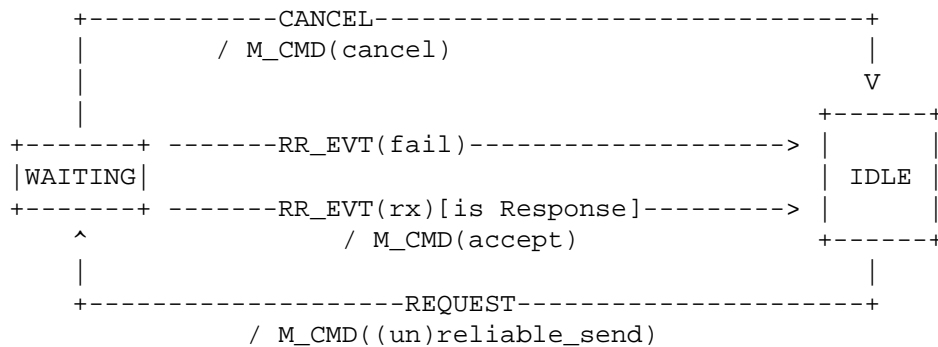 CANCEL
/ M_CMD(cancel)
V
RR_EVT(fail)
WAITING
IDLE
RR_EVT(rx)[is Response]
/ M_CMD(accept)
REQUEST
/ M_CMD((un)reliable_send)